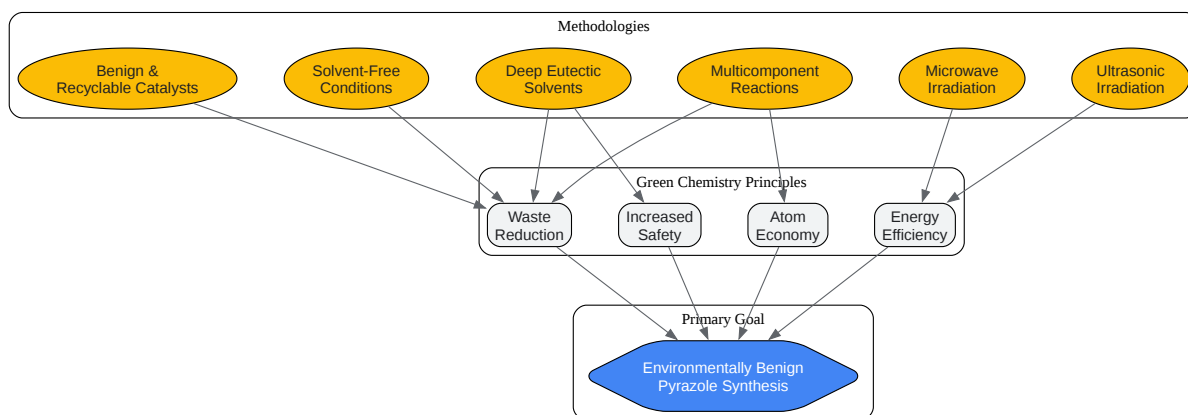 Methodologies
Benign &
Recyclable Catalysts
Solvent-Free
Conditions
Deep Eutectic
Solvents
Multicomponent
Reactions
Microwave
Irradiation
Ultrasonic
Irradiation
Green Chemistry Principles
Waste
Reduction
Increased
Safety
Atom
Economy
Energy
Efficiency
Primary Goal
Environmentally Benign
Pyrazole Synthesis